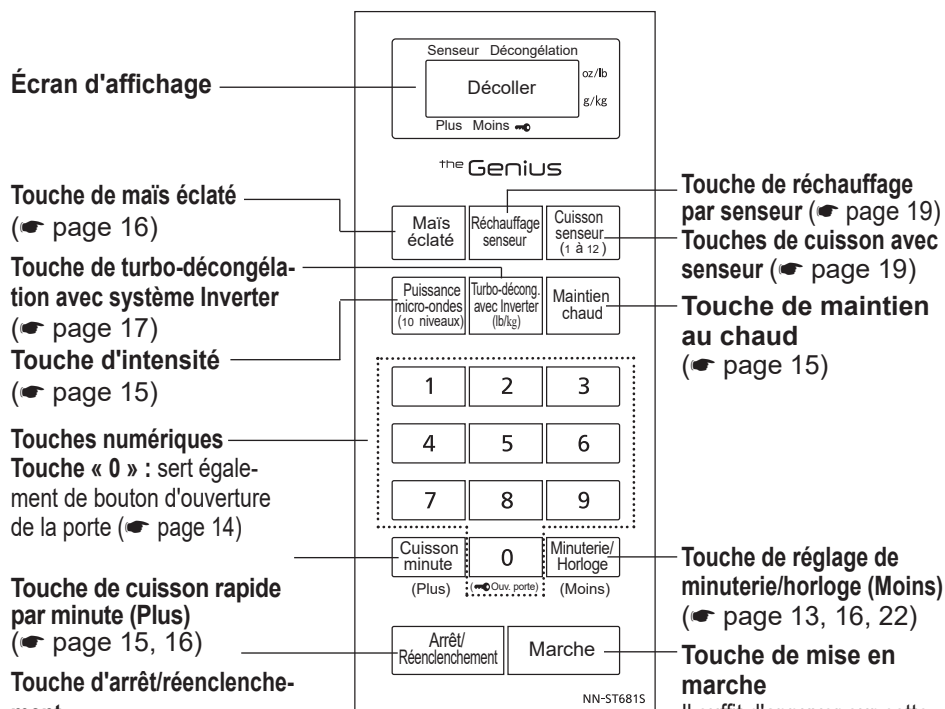 Senseur Décongélation
Écran d'affichage
Décoller
oz/lb
g/kg
Plus Moins
the Genius
Touche de maïs éclaté
(☛ page 16)
Touche de turbo-décongéla-
tion avec système Inverter
(☛ page 17)
Touche d'intensité
(☛ page 15)
Touches numériques
Touche « 0 » : sert égale-
ment de bouton d'ouverture
de la porte (☛ page 14)
Touche de cuisson rapide
par minute (Plus)
(☛ page 15, 16)
Touche d'arrêt/réenclenche-
Maïs
éclaté
Réchauffage
senseur
Cuisson
senseur
(1 à 12)
Puissance
micro-ondes
(10 niveaux)
Turbo-décong.
avec Inverter
(lb/kg)
Maintien
chaud
1 2 3
4 5 6
7 8 9
Cuisson
minute
(Plus)
0
(Ouv. porte)
Minuterie/
Horloge
(Moins)
Arrêt/
Réenclenchement
Marche
NN-ST681S
Touche de réchauffage
par senseur (☛ page 19)
Touches de cuisson avec
senseur (☛ page 19)
Touche de maintien
au chaud
(☛ page 15)
Touche de réglage de
minuterie/horloge (Moins)
(☛ page 13, 16, 22)
Touche de mise en
marche